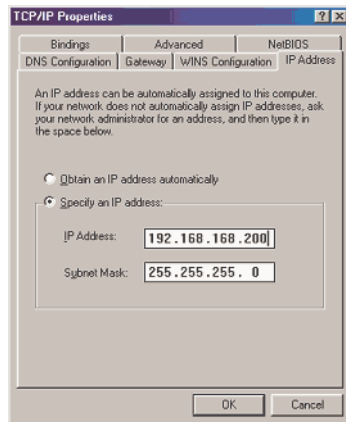 TCP/IP Properties
Bindings Advanced NetBIOS
DNS Configuration Gateway WINS Configuration IP Address
An IP address can be automatically assigned to this computer.
If your network does not automatically assign IP addresses, ask
your network administrator for an address, and then type it in
the space below.
Obtain an IP address automatically
Specify an IP address:
IP Address: 192.168.168.200
Subnet Mask: 255.255.255. 0
OK Cancel